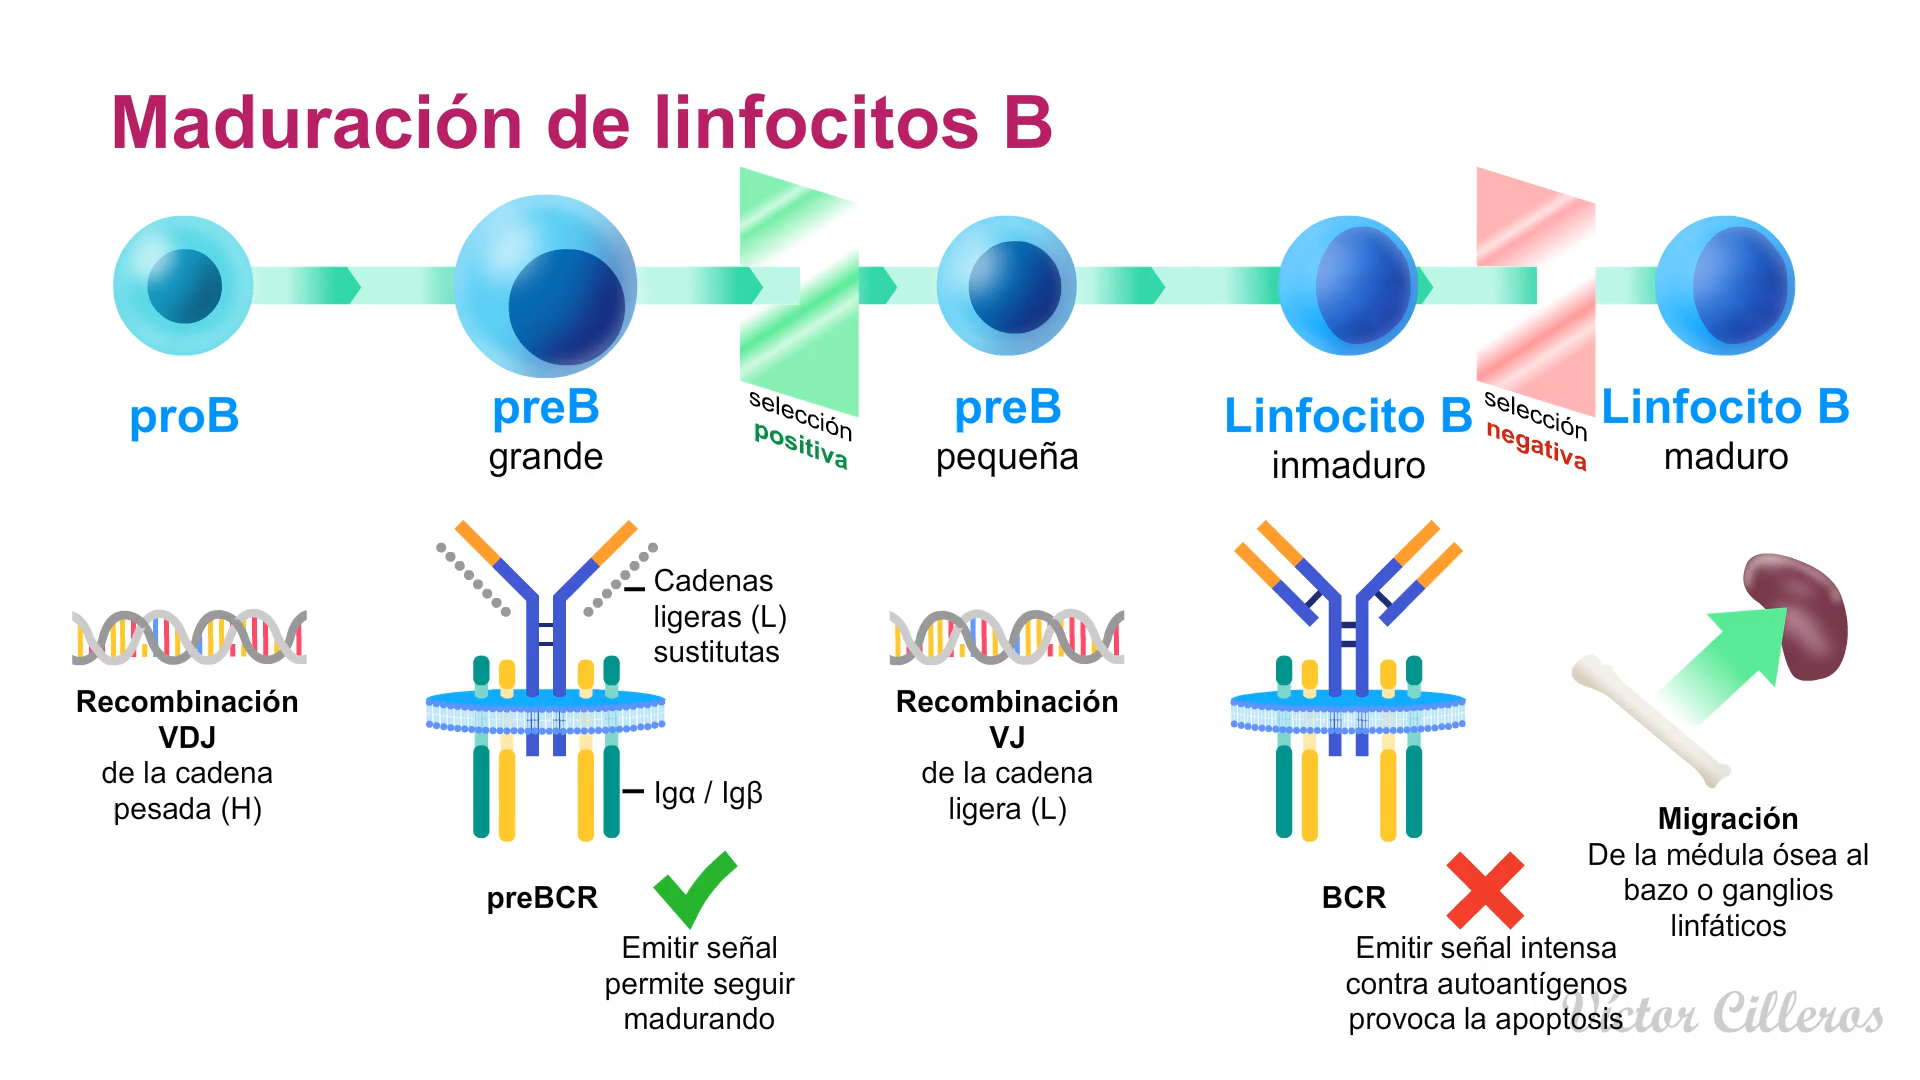 Maduración de linfocitos B
proB
preB
grande
selección
positiva
preB
pequeña
Linfocito B
inmaduro
selección
negativa
Linfocito B
maduro
Recombinación
VDJ
de la cadena
pesada (H)
Cadenas
ligeras (L)
sustitutas
Igα / Igβ
preBCR
Emitir señal
permite seguir
madurando
Recombinación
VJ
de la cadena
ligera (L)
BCR
Emitir señal intensa
contra autoantígenos
provoca la apoptosis
Migración
De la médula ósea al
bazo o ganglios
linfáticos
Víctor Cilleros